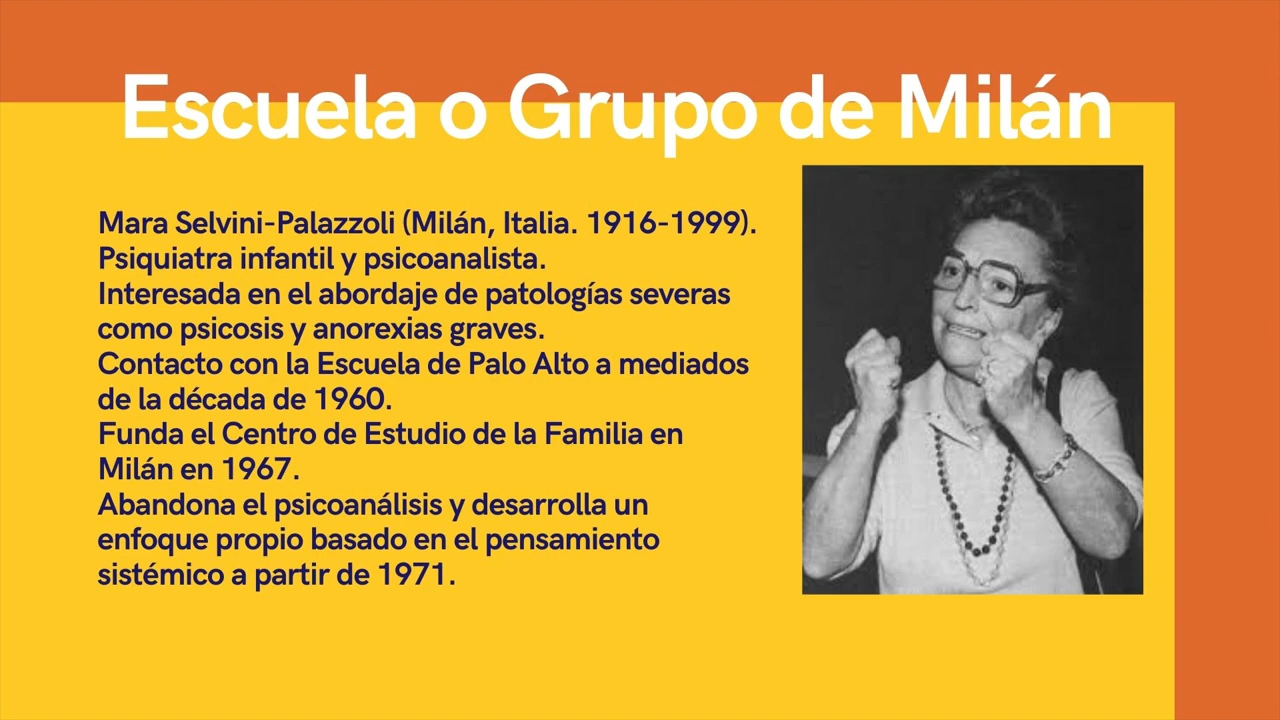 Escuela o Grupo de Milán
Mara Selvini-Palazzoli (Milán, Italia. 1916-1999).
Psiquiatra infantil y psicoanalista.
Interesada en el abordaje de patologías severas
como psicosis y anorexias graves.
Contacto con la Escuela de Palo Alto a mediados
de la década de 1960.
Funda el Centro de Estudio de la Familia en
Milán en 1967.
Abandona el psicoanálisis y desarrolla un
enfoque propio basado en el pensamiento
sistémico a partir de 1971.